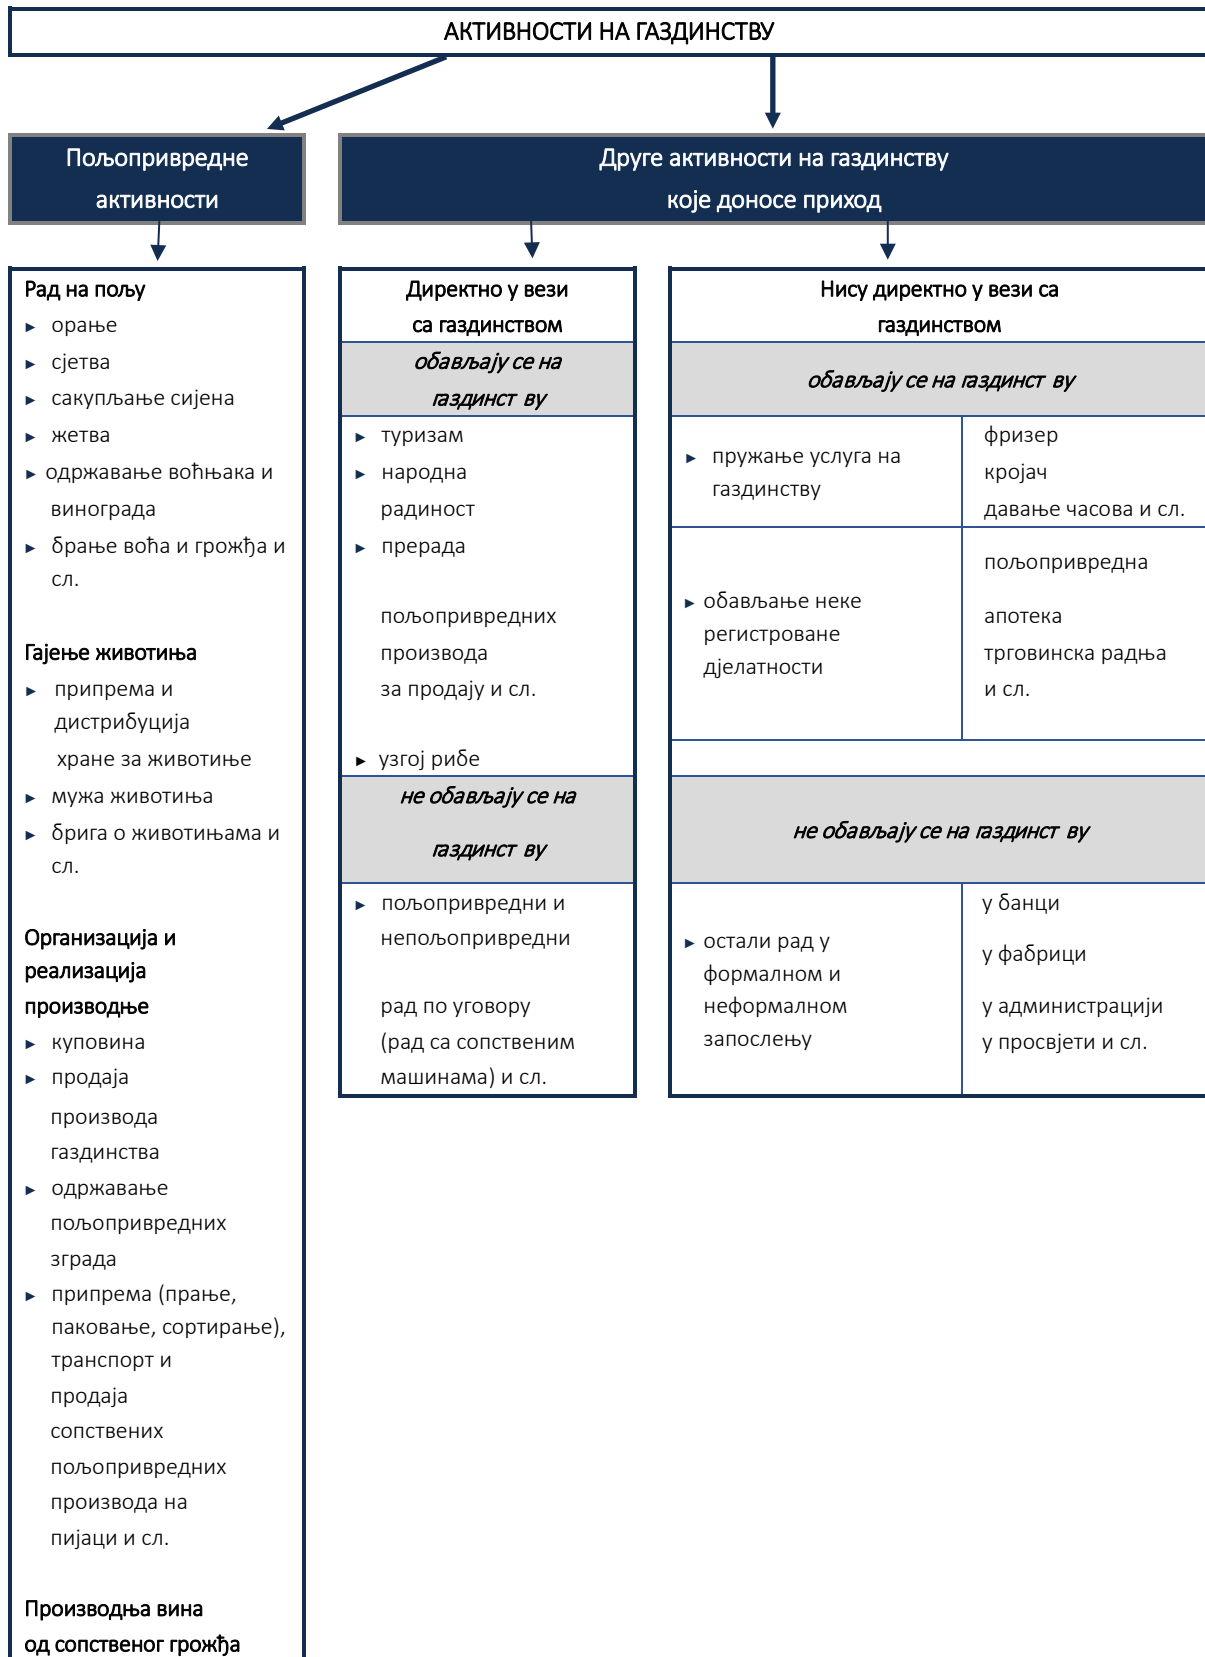 АКТИВНОСТИ НА ГАЗДИНСТВУ
Пољопривредне
активности
Друге активности на газдинству
које доносе приход
Рад на пољу
► орање
► сјетва
► сакупљање сијена
► жетва
► одржавање воћњака и
винограда
► брање воћа и грожђа и
сл.
Гајење животиња
► припрема и
дистрибуција
хране за животиње
► мужа животиња
► брига о животињама и
сл.
Организација и
реализација
производње
► куповина
► продаја
производа
газдинства
► одржавање
пољопривредних
зграда
► припрема (прање,
паковање, сортирање),
транспорт и
продаја
сопствених
пољопривредних
производа на
пијаци и сл.
Производња вина
од сопственог грожђа
Директно у вези
са газдинством
обављају се на
газдинст ву
► туризам
► народна
радиност
► прерада
пољопривредних
производа
за продају и сл.
► узгој рибе
не обављају се на
газдинст ву
► пољопривредни и
непољопривредни
рад по уговору
(рад са сопственим
машинама) и сл.
Нису директно у вези са
газдинством
обављају се на газдинст ву
► пружање услуга на
газдинству
фризер
кројач
давање часова и сл.
► обављање неке
регистроване
дјелатности
пољопривредна
апотека
трговинска радња
и сл.
не обављају се на газдинст ву
► остали рад у
формалном и
неформалном
запослењу
у банци
у фабрици
у администрацији
у просвјети и сл.